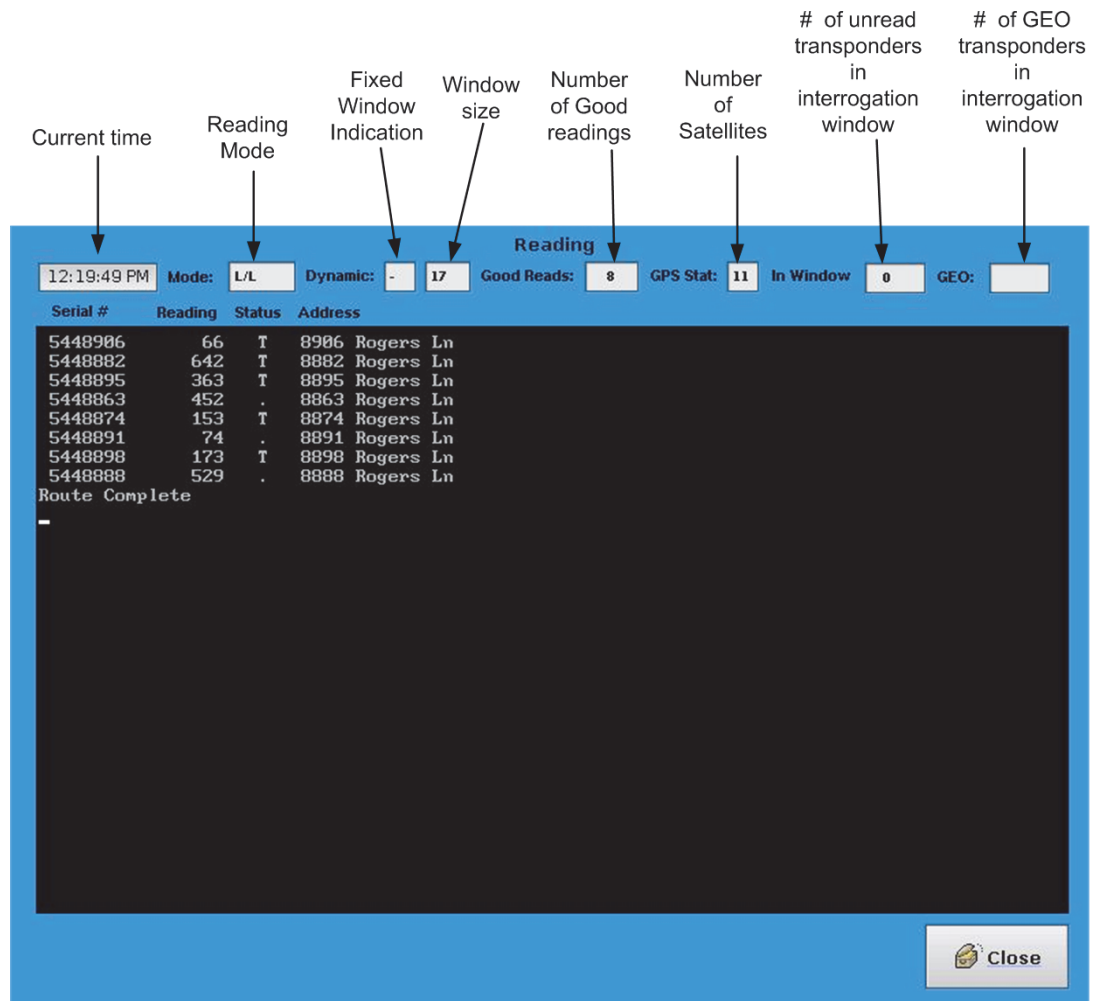 # of unread
transponders
in
interrogation
window
# of GEO
transponders
in
interrogation
window
Fixed
Window
Indication
Window
size
Number
of Good
readings
Number
of
Satellites
Current time
Reading
Mode
Reading
12:19:49 PM Mode: L/L Dynamic: - 17 Good Reads: 8 GPS Stat: 11 In Window 0 GEO:
Serial # Reading Status Address
5448906 66 T 8906 Rogers Ln
5448882 642 T 8882 Rogers Ln
5448895 363 T 8895 Rogers Ln
5448863 452 . 8863 Rogers Ln
5448874 153 T 8874 Rogers Ln
5448891 74 . 8891 Rogers Ln
5448898 173 T 8898 Rogers Ln
5448888 529 . 8888 Rogers Ln
Route Complete
Close